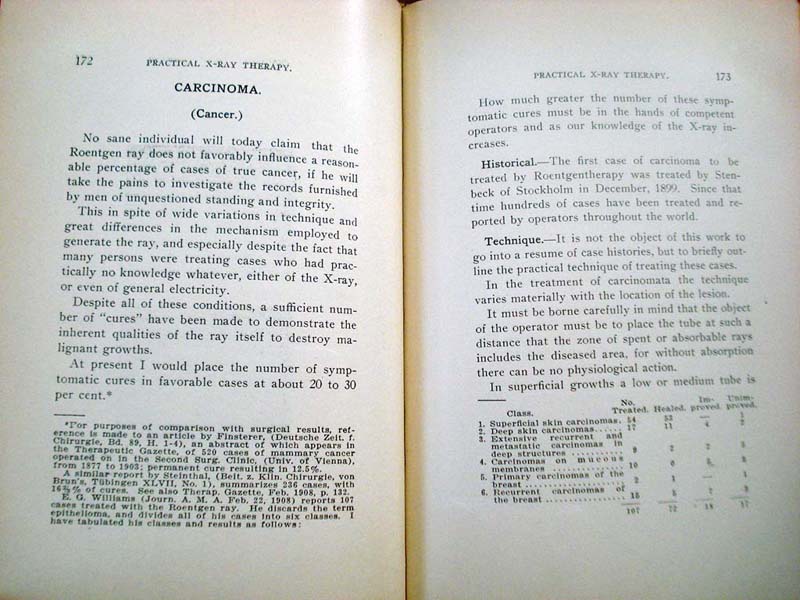 172
PRACTICAL X-RAY THERAPY.
CARCINOMA.
(Cancer.)
No sane individual will today claim that the
Roentgen ray does not favorably influence a reason-
able percentage of cases of true cancer, if he will
take the pains to investigate the records furnished
by men of unquestioned standing and integrity.
This in spite of wide variations in technique and
great differences in the mechanism employed to
generate the ray, and especially despite the fact that
many persons were treating cases who had prac-
tically no knowledge whatever, either of the X-ray,
or even of general electricity.
Despite all of these conditions, a sufficient num-
ber of "cures" have been made to demonstrate the
inherent qualities of the ray itself to destroy ma-
lignant growths.
At present I would place the number of symp-
tomatic cures in favorable cases at about 20 to 30
per cent.*
*For purposes of comparison with surgical results, ref-
erence is made to an article by Finsterer, (Deutsche Zeit. f.
Chirurgie, Bd. 89, H. 1-4), an abstract of which appears in
the Therapeutic Gazette, of 520 cases of mammary cancer
operated on in the Second Surg. Clinic, (Univ. of Vienna),
from 1877 to 1903; permanent cure resulting in 12.5%.
A similar report by Steinthal, (Beit. z. Klin. Chirurgie, von
Brun's, Tübingen XLVII, No. 1), summarizes 236 cases, with
16⅔% of cures. See also Therap. Gazette, Feb. 1908, p. 132.
E. G. Williams (Journ. A. M. A. Feb. 22, 1908) reports 107
cases treated with the Roentgen ray. He discards the term
epithelioma, and divides all of his cases into six classes. I
have tabulated his classes and results as follows:
PRACTICAL X-RAY THERAPY.
173
How much greater the number of these symp-
tomatic cures must be in the hands of competent
operators and as our knowledge of the X-ray in-
creases.
Historical.—The first case of carcinoma to be
treated by Roentgentherapy was treated by Sten-
beck of Stockholm in December, 1899. Since that
time hundreds of cases have been treated and re-
ported by operators throughout the world.
Technique.—It is not the object of this work to
go into a resume of case histories, but to briefly out-
line the practical technique of treating these cases.
In the treatment of carcinomata the technique
varies materially with the location of the lesion.
It must be borne carefully in mind that the object
of the operator must be to place the tube at such a
distance that the zone of spent or absorbable rays
includes the diseased area, for without absorption
there can be no physiological action.
In superficial growths a low or medium tube is
No. Im- Unim-
Class. Treated. Healed. proved. proved.
1. Superficial skin carcinomas. 54 53 —
2. Deep skin carcinomas...... 17 11 4 2
3. Extensive recurrent and
metastatic carcinomas in
deep structures ...........
4. Carcinomas on mucous
membranes ................ 10
5. Primary carcinomas of the
breast ....................
6. Recurrent carcinomas of
the breast .................
107 72 18 17